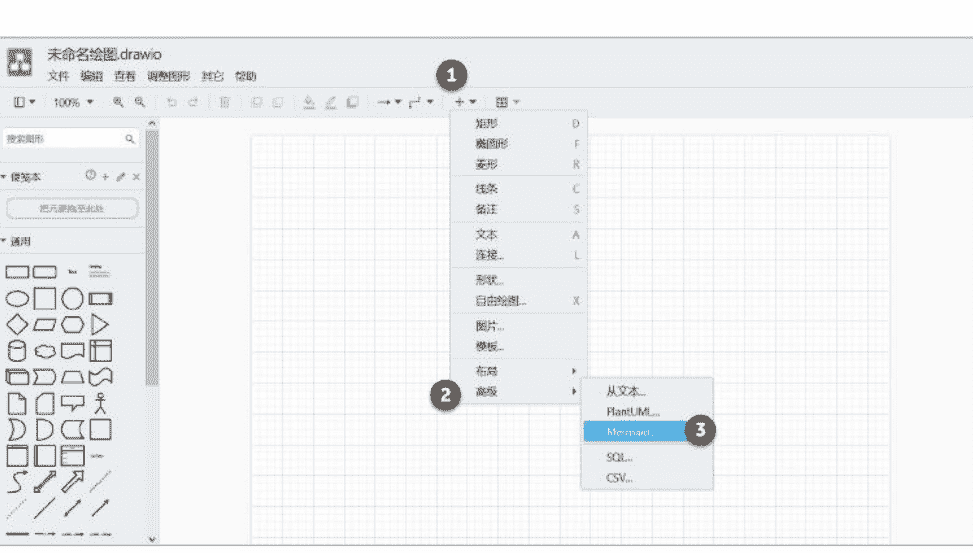 未命名绘图.drawio
文件 编辑 查看 调整图形 其它 帮助
1
100%
搜索图形
便笺本
把元素拖至此处
通用
Text
矩形 D
椭圆形 F
菱形 R
线条 C
备注 S
文本 A
连接... L
形状...
自由绘图... X
图片...
模板...
布局
2
高级
从文本...
PlantUML...
Mermaid...
3
SQL...
CSV...